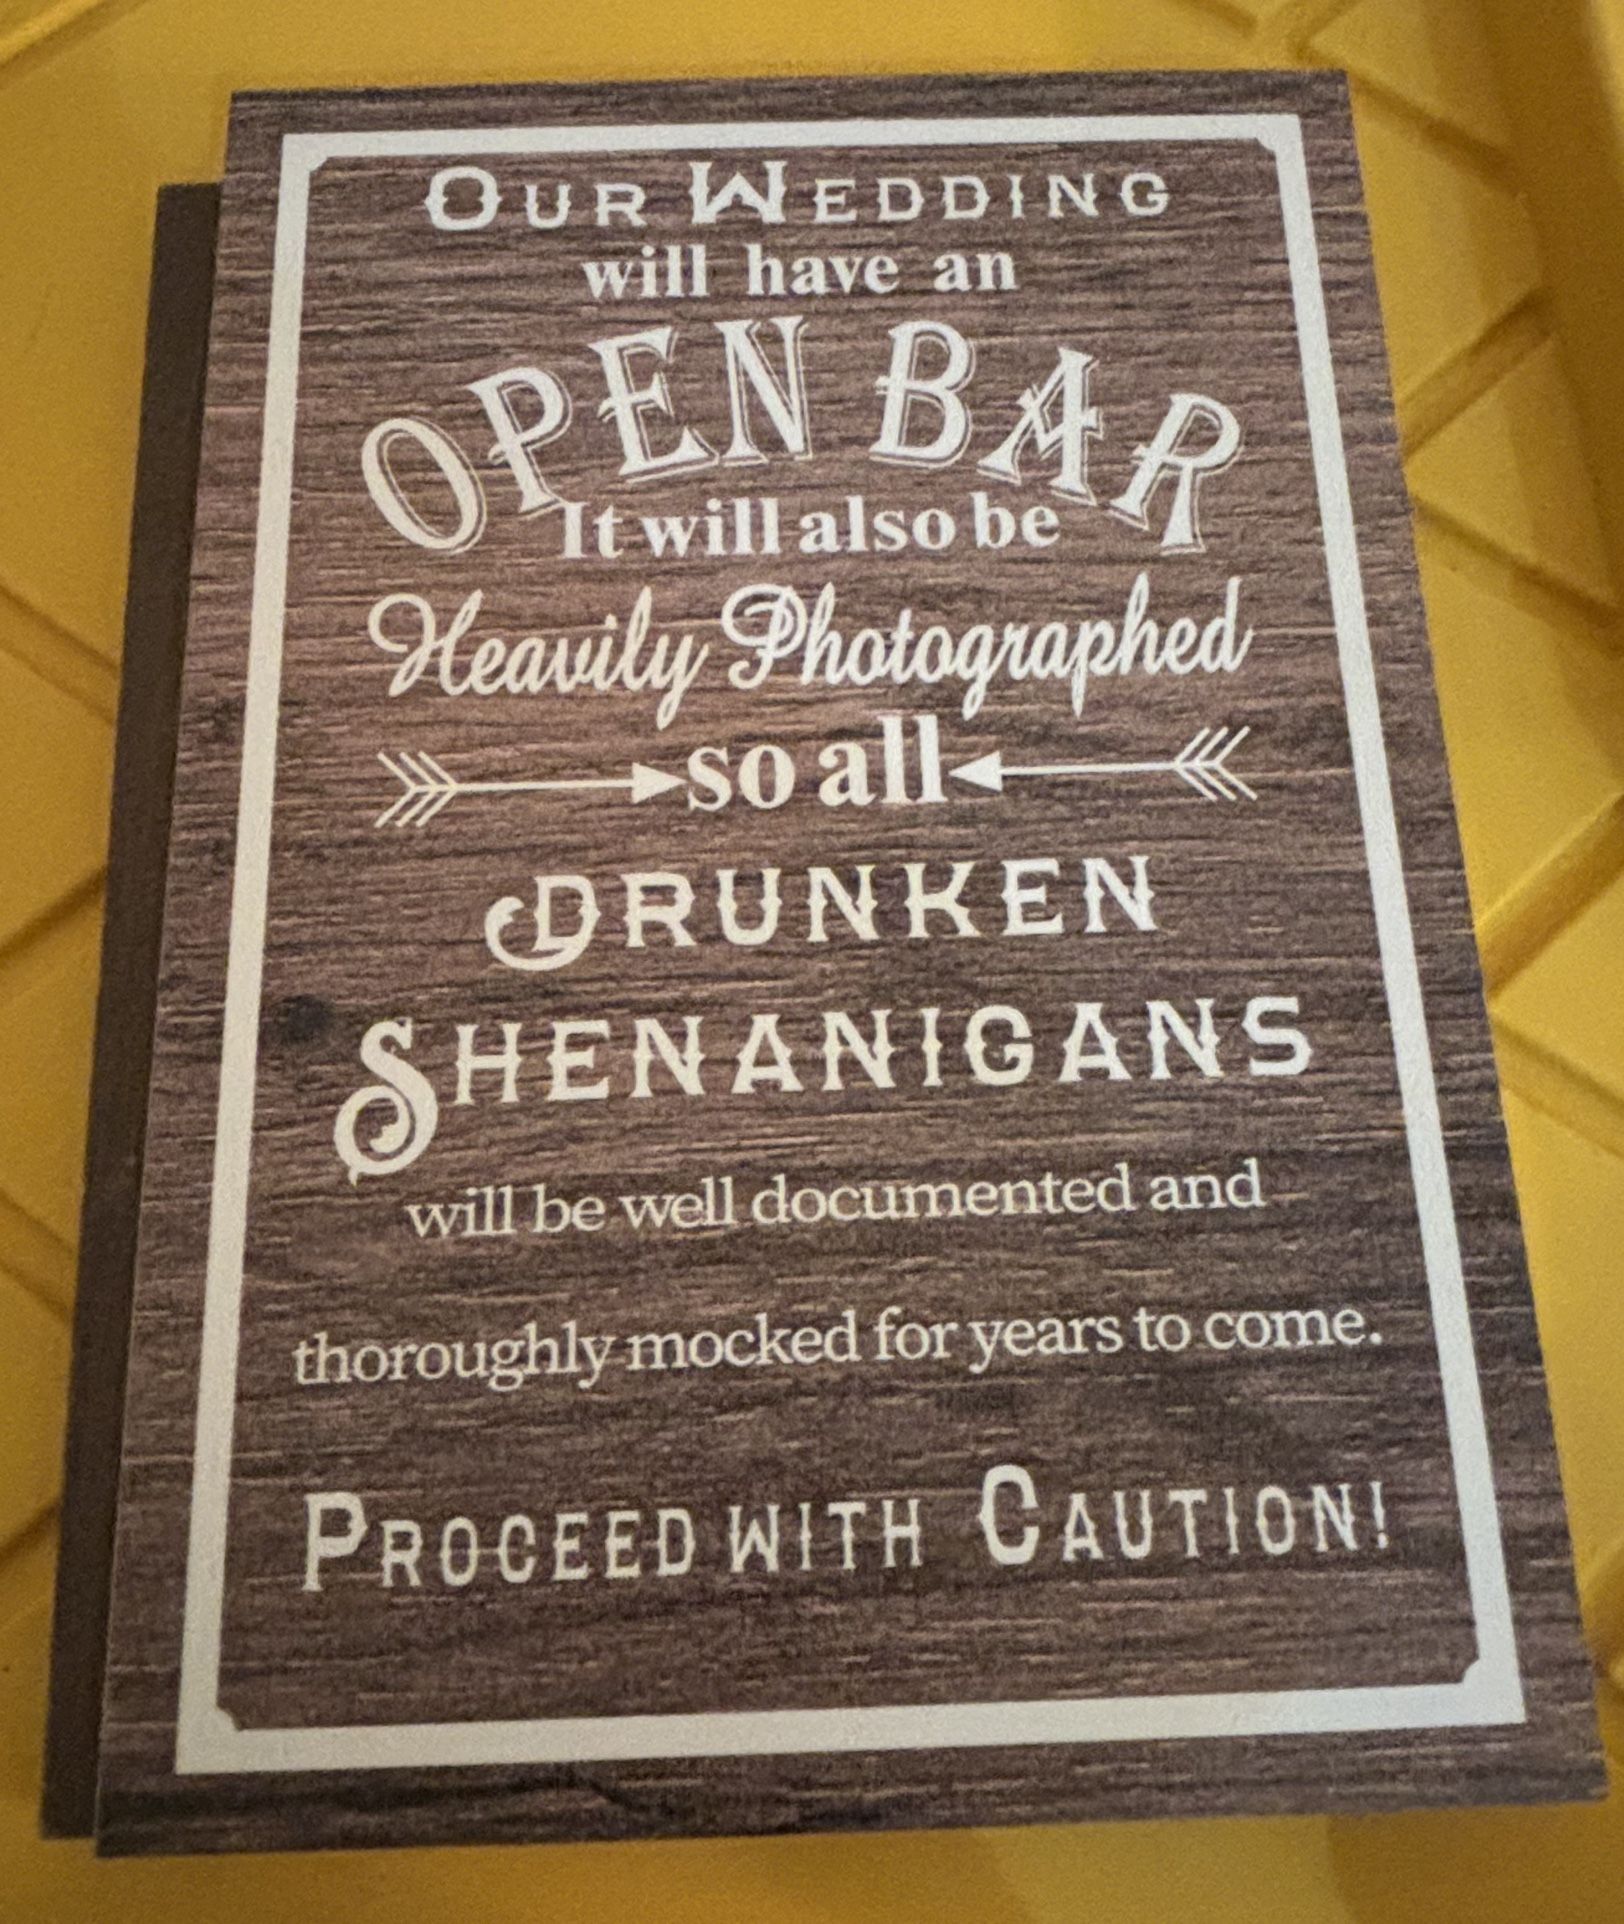 OUR WEDDING
will have an
OPEN BAR
It will also be
Heavily Photographed
so all
DRUNKEN
SHENANIGANS
will be well documented and
thoroughly mocked for years to come.
PROCEED WITH CAUTION!